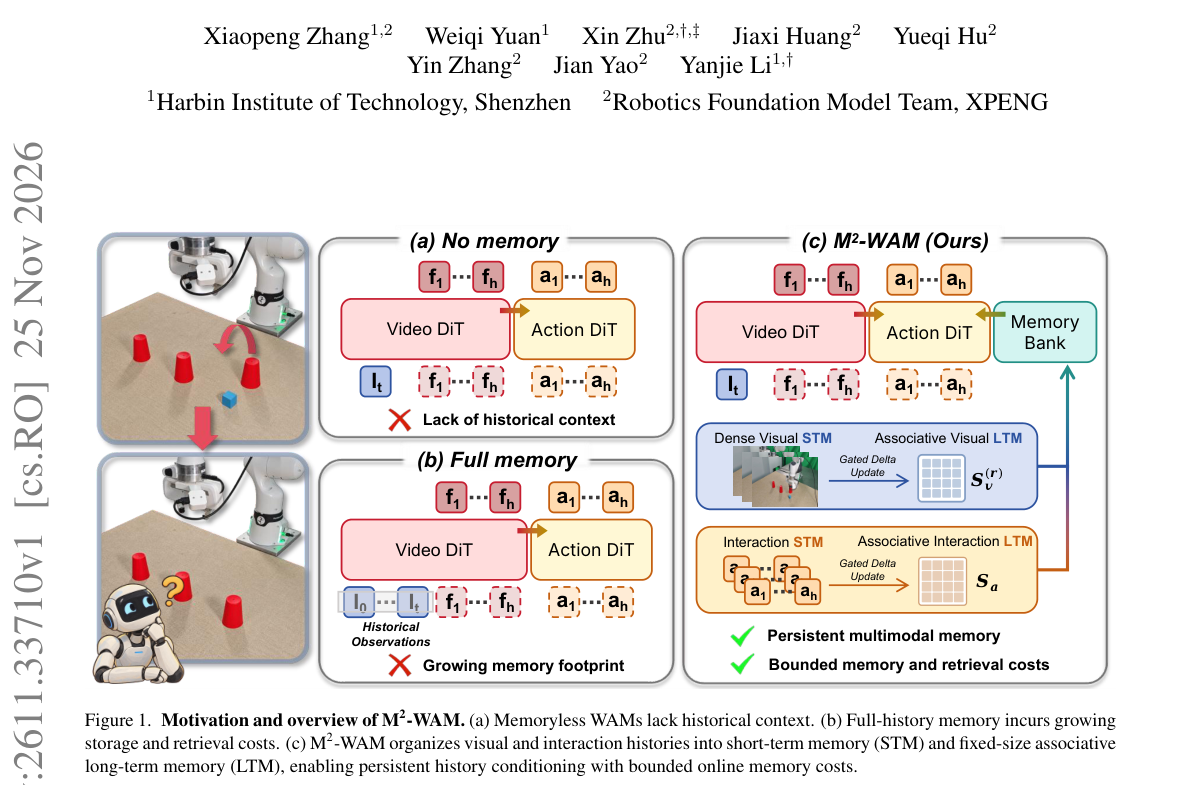 Xiaopeng Zhang1,2 Weiqi Yuan1 Xin Zhu2,†,‡ Jiaxi Huang2 Yueqi Hu2
Yin Zhang2 Jian Yao2 Yanjie Li1,†
1Harbin Institute of Technology, Shenzhen 2Robotics Foundation Model Team, XPENG
:2611.33710v1 [cs.RO] 25 Nov 2026
(a) No memory
f1 ··· fh a1 ··· ah
Video DiT Action DiT
It f1 ··· fh a1 ··· ah
Lack of historical context
(b) Full memory
f1 ··· fh a1 ··· ah
Video DiT Action DiT
I0 ··· It f1 ··· fh a1 ··· ah
Historical
Observations
Growing memory footprint
(c) M²-WAM (Ours)
f1 ··· fh a1 ··· ah
Video DiT Action DiT Memory
Bank
It f1 ··· fh a1 ··· ah
Dense Visual STM Associative Visual LTM
Gated Delta
Update
Sv(r)
Interaction STM Associative Interaction LTM
a ··· a
a ··· a
a1 ··· ah
Gated Delta
Update
Sa
Persistent multimodal memory
Bounded memory and retrieval costs
?
Figure 1. Motivation and overview of M2-WAM. (a) Memoryless WAMs lack historical context. (b) Full-history memory incurs growing
storage and retrieval costs. (c) M2-WAM organizes visual and interaction histories into short-term memory (STM) and fixed-size associative
long-term memory (LTM), enabling persistent history conditioning with bounded online memory costs.